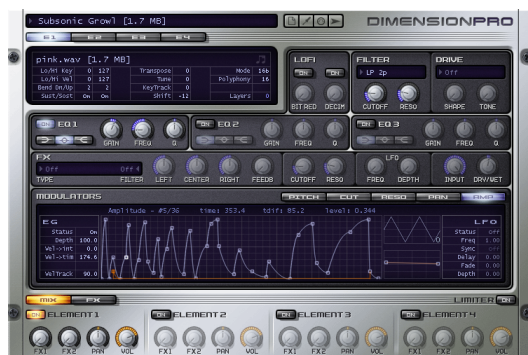 Subsonic Growl [1.7 MB]
DIMENSIONPRO
E1 E2 E3 E4
pink.wav [1.7 MB]
Lo/Hi Key 0 127 Transpose 0 Mode 166
Lo/Hi Vel 0 127 Tune 0 Polyphony 16
Bend Dn/Up 2 2 KeyTrack 0
Sust/Sost On On Shift -12 Layers 0
LOFI
ON ON
BIT RED DECIM
FILTER
LP 2p
CUTOFF RESO
DRIVE
Off
SHAPE TONE
ON EQ 1
GAIN FREQ Q
ON EQ 2
GAIN FREQ Q
ON EQ 3
GAIN FREQ Q
FX
Off Off
TYPE FILTER LEFT CENTER RIGHT FEEDB CUTOFF RESO
LFO
FREQ DEPTH
INPUT DRY/WET
MODULATORS
PITCH CUT RESO PAN AMP
Amplitude - #5/36 time: 353.4 tdif: 85.2 level: 0.344
EG
Status On
Depth 100.0
Vel->int 0.0
Vel->tim 174.6
VelTrack 90.0
LFO
Status Off
Freq 1.00
Sync Off
Delay 0.00
Fade 0.00
Depth 0.00
MIX FX
LIMITER ON
ON ELEMENT 1
FX1 FX2 PAN VOL
ON ELEMENT 2
FX1 FX2 PAN VOL
ON ELEMENT 3
FX1 FX2 PAN VOL
ON ELEMENT 4
FX1 FX2 PAN VOL